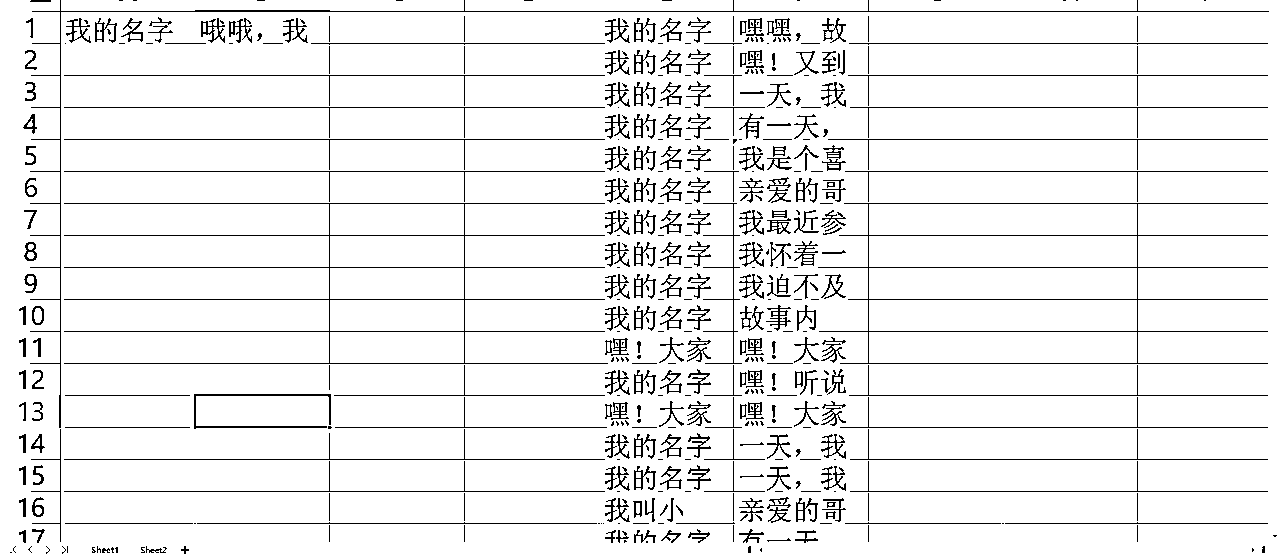 1 我的名字 哦哦，我 我的名字 嘿嘿，故
2 我的名字 嘿！又到
3 我的名字 一天，我
4 我的名字 有一天，
5 我的名字 我是个喜
6 我的名字 亲爱的哥
7 我的名字 我最近参
8 我的名字 我怀着一
9 我的名字 我迫不及
10 我的名字 故事内
11 嘿！大家 嘿！大家
12 我的名字 嘿！听说
13 嘿！大家 嘿！大家
14 我的名字 一天，我
15 我的名字 一天，我
16 我叫小 亲爱的哥
17 我的名字 有一天
Sheet1 Sheet2 +